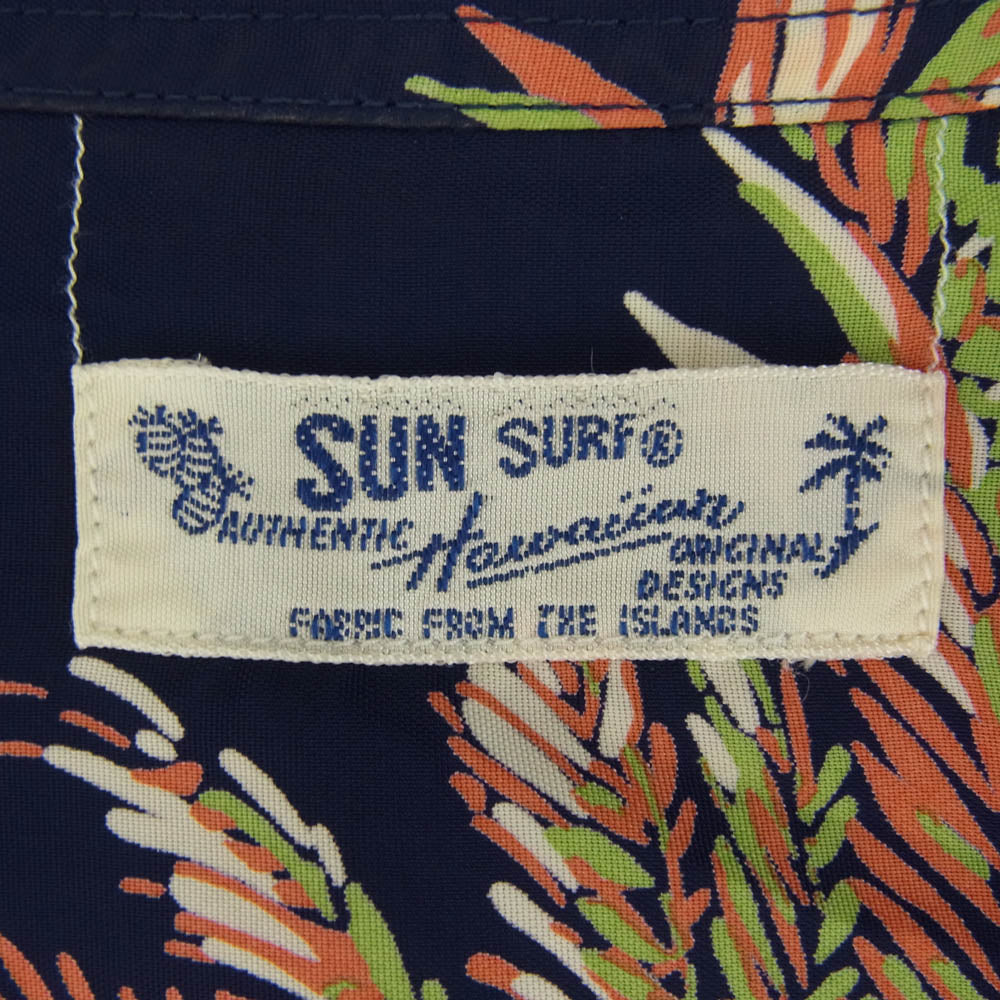 SUN SURF®
AUTHENTIC Hawaiian ORIGINAL
DESIGNS
FABRIC FROM THE ISLANDS